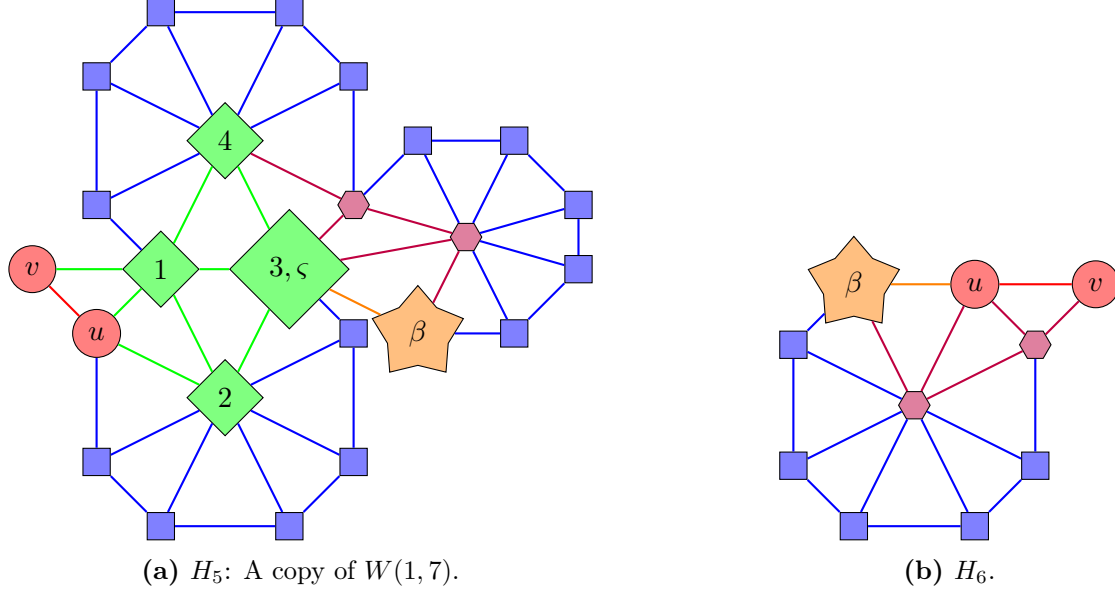 4
v
1
3, ς
u
β
2
β
u
v
(a) H₅: A copy of W(1, 7).
(b) H₆.